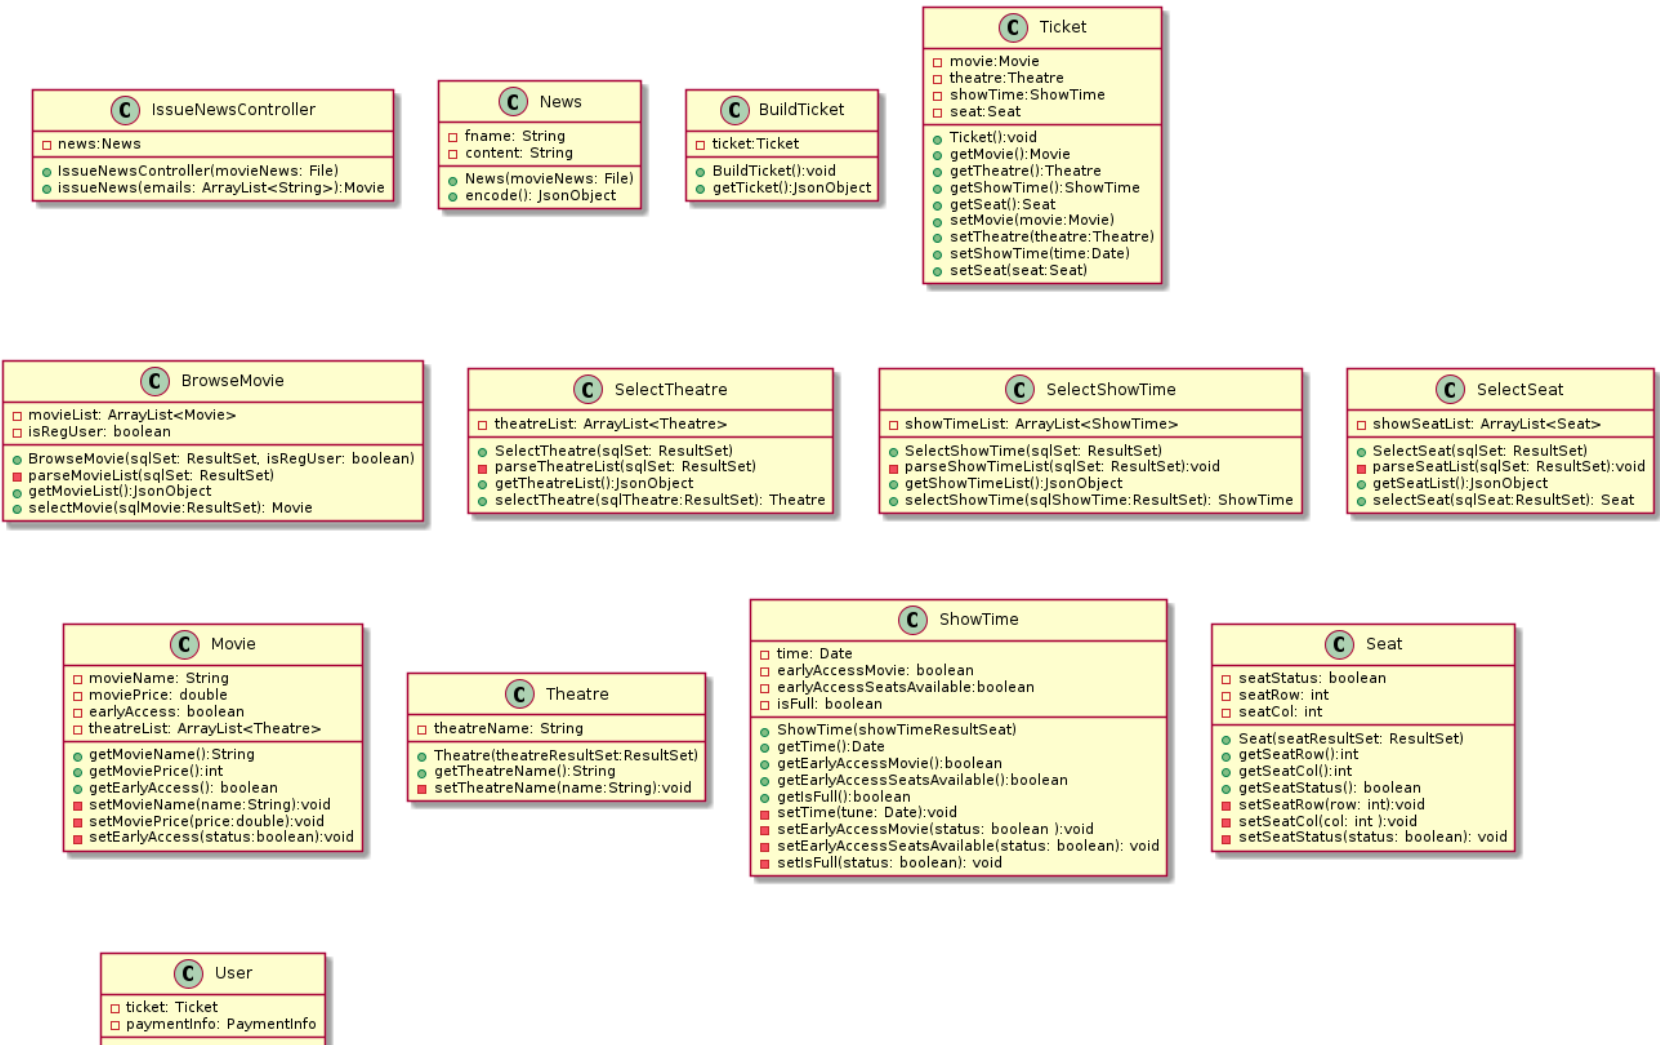 C IssueNewsController
news:News
IssueNewsController(movieNews: File)
issueNews(emails: ArrayList<String>):Movie
C News
fname: String
content: String
News(movieNews: File)
encode(): JsonObject
C BuildTicket
ticket:Ticket
BuildTicket():void
getTicket():JsonObject
C Ticket
movie:Movie
theatre:Theatre
showTime:ShowTime
seat:Seat
Ticket():void
getMovie():Movie
getTheatre():Theatre
getShowTime():ShowTime
getSeat():Seat
setMovie(movie:Movie)
setTheatre(theatre:Theatre)
setShowTime(time:Date)
setSeat(seat:Seat)
C BrowseMovie
movieList: ArrayList<Movie>
isRegUser: boolean
BrowseMovie(sqlSet: ResultSet, isRegUser: boolean)
parseMovieList(sqlSet: ResultSet)
getMovieList():JsonObject
selectMovie(sqlMovie:ResultSet): Movie
C SelectTheatre
theatreList: ArrayList<Theatre>
SelectTheatre(sqlSet: ResultSet)
parseTheatreList(sqlSet: ResultSet)
getTheatreList():JsonObject
selectTheatre(sqlTheatre:ResultSet): Theatre
C SelectShowTime
showTimeList: ArrayList<ShowTime>
SelectShowTime(sqlSet: ResultSet)
parseShowTimeList(sqlSet: ResultSet):void
getShowTimeList():JsonObject
selectShowTime(sqlShowTime:ResultSet): ShowTime
C SelectSeat
showSeatList: ArrayList<Seat>
SelectSeat(sqlSet: ResultSet)
parseSeatList(sqlSet: ResultSet):void
getSeatList():JsonObject
selectSeat(sqlSeat:ResultSet): Seat
C Movie
movieName: String
moviePrice: double
earlyAccess: boolean
theatreList: ArrayList<Theatre>
getMovieName():String
getMoviePrice():int
getEarlyAccess(): boolean
setMovieName(name:String):void
setMoviePrice(price:double):void
setEarlyAccess(status:boolean):void
C Theatre
theatreName: String
Theatre(theatreResultSet:ResultSet)
getTheatreName():String
setTheatreName(name:String):void
C ShowTime
time: Date
earlyAccessMovie: boolean
earlyAccessSeatsAvailable:boolean
isFull: boolean
ShowTime(showTimeResultSeat)
getTime():Date
getEarlyAccessMovie():boolean
getEarlyAccessSeatsAvailable():boolean
getIsFull():boolean
setTime(tune: Date):void
setEarlyAccessMovie(status: boolean ):void
setEarlyAccessSeatsAvailable(status: boolean): void
setIsFull(status: boolean): void
C Seat
seatStatus: boolean
seatRow: int
seatCol: int
Seat(seatResultSet: ResultSet)
getSeatRow():int
getSeatCol():int
getSeatStatus(): boolean
setSeatRow(row: int):void
setSeatCol(col: int ):void
setSeatStatus(status: boolean): void
C User
ticket: Ticket
paymentInfo: PaymentInfo